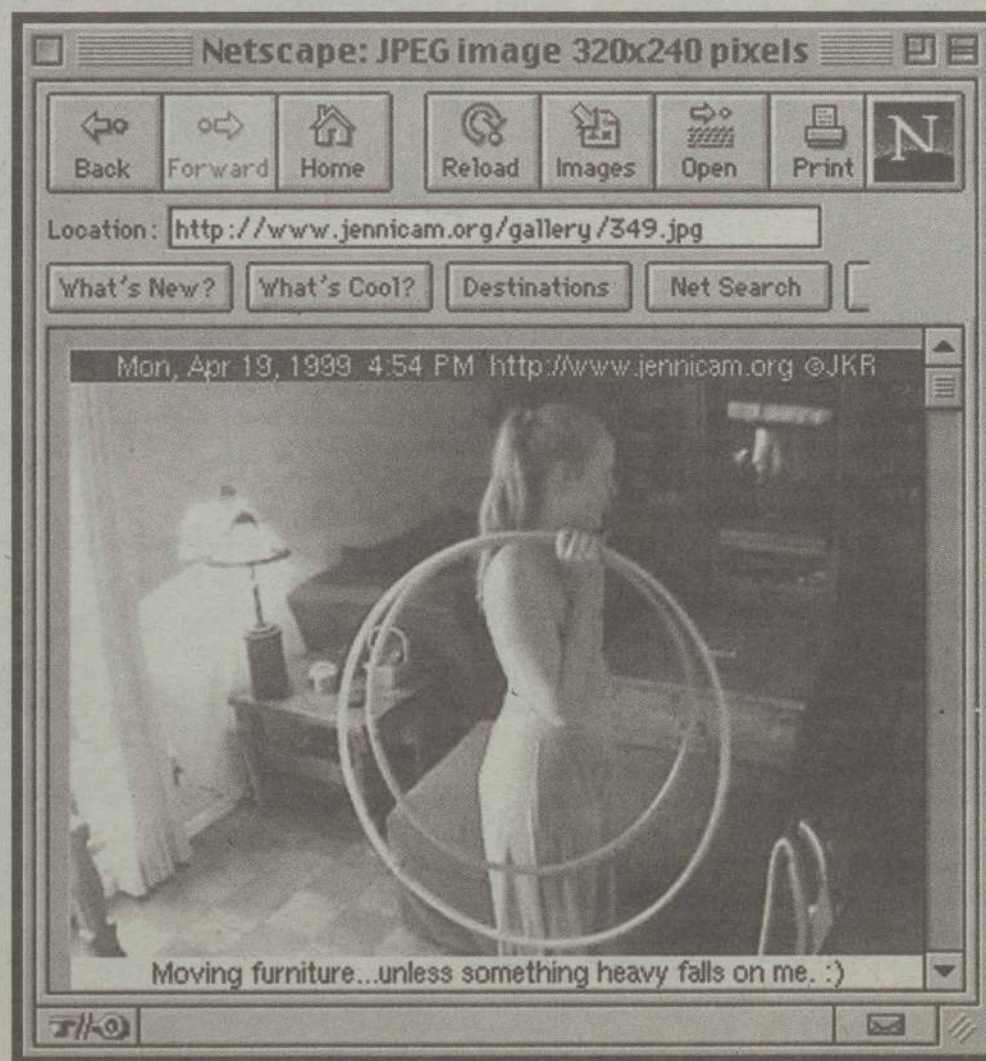 Netscape: JPEG image 320x240 pixels
Back Forward Home Reload Images Open Print N
Location: http://www.jennicam.org/gallery/349.jpg
What's New? What's Cool? Destinations Net Search
Mon, Apr 19, 1999 4:54 PM http://www.jennicam.org ©JKR
Moving furniture...unless something heavy falls on me. :)